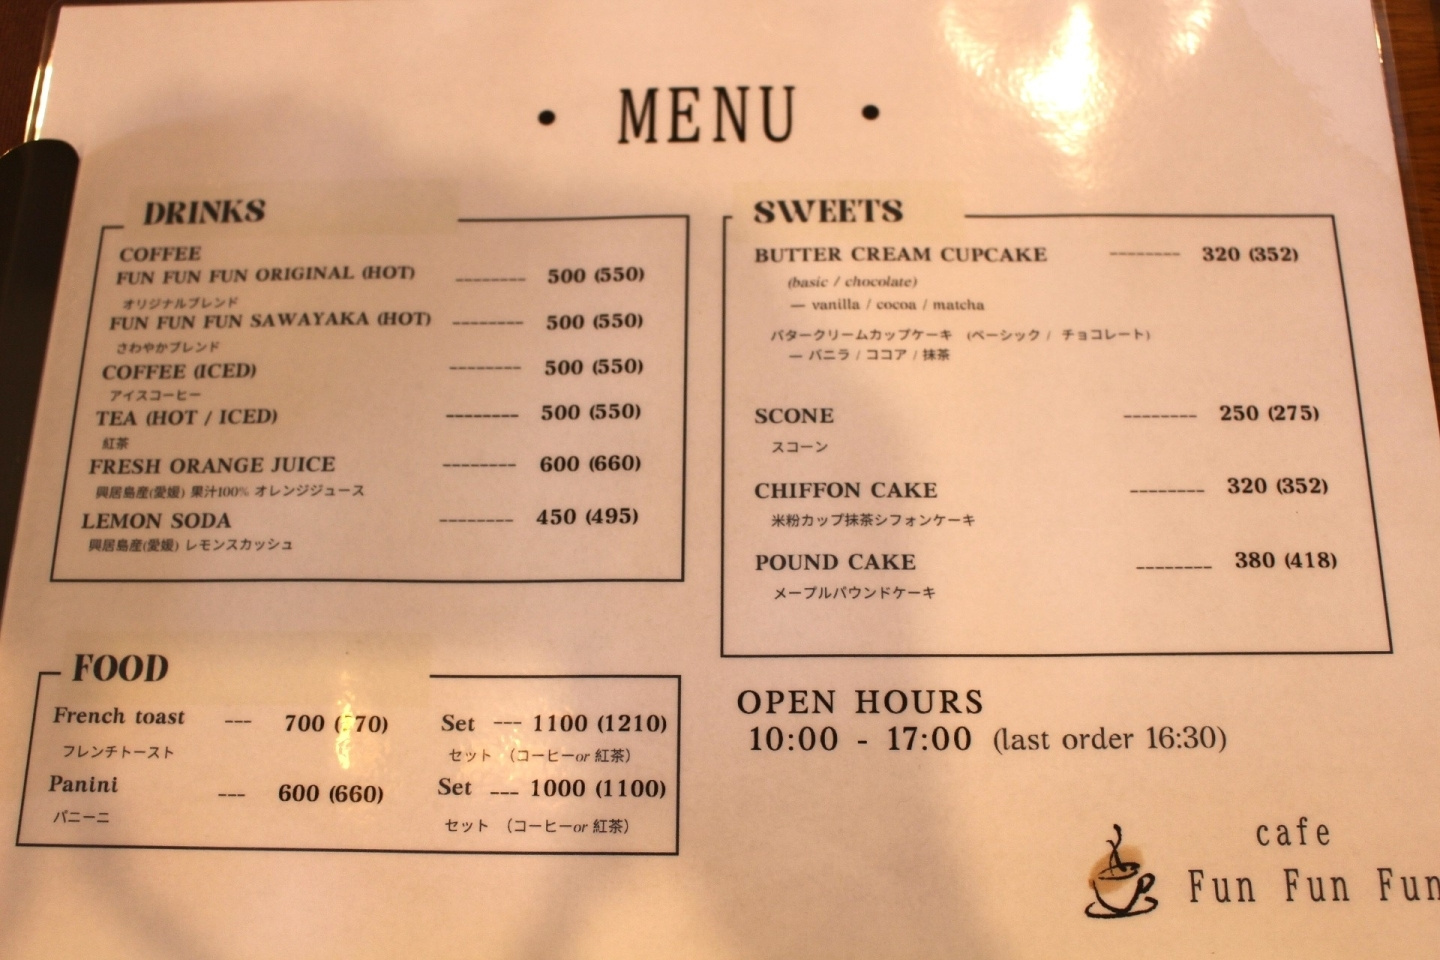 • MENU •
DRINKS
COFFEE
FUN FUN FUN ORIGINAL (HOT) -------- 500 (550)
オリジナルブレンド
FUN FUN FUN SAWAYAKA (HOT) -------- 500 (550)
さわやかブレンド
COFFEE (ICED) -------- 500 (550)
アイスコーヒー
TEA (HOT / ICED) -------- 500 (550)
紅茶
FRESH ORANGE JUICE -------- 600 (660)
興居島産(愛媛) 果汁100% オレンジジュース
LEMON SODA -------- 450 (495)
興居島産(愛媛) レモンスカッシュ
FOOD
French toast --- 700 ( 70) Set --- 1100 (1210)
フレンチトースト セット （コーヒーor 紅茶）
Panini --- 600 (660) Set --- 1000 (1100)
パニーニ セット （コーヒーor 紅茶）
SWEETS
BUTTER CREAM CUPCAKE -------- 320 (352)
(basic / chocolate)
— vanilla / cocoa / matcha
バタークリームカップケーキ （ベーシック / チョコレート）
— バニラ / ココア / 抹茶
SCONE -------- 250 (275)
スコーン
CHIFFON CAKE -------- 320 (352)
米粉カップ抹茶シフォンケーキ
POUND CAKE -------- 380 (418)
メープルパウンドケーキ
OPEN HOURS
10:00 - 17:00 (last order 16:30)
cafe
Fun Fun Fun